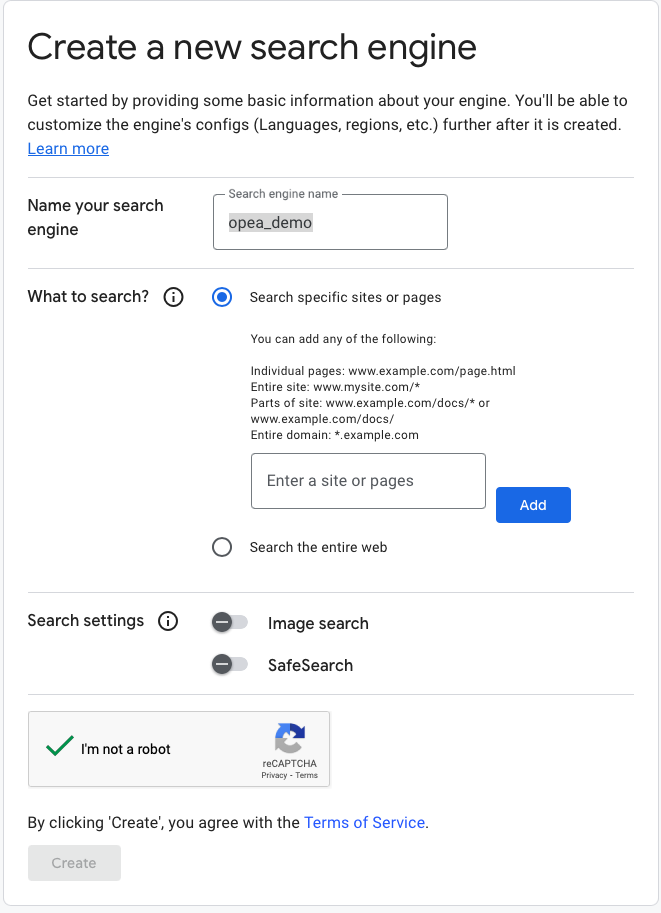 Create a new search engine
Get started by providing some basic information about your engine. You'll be able to
customize the engine's configs (Languages, regions, etc.) further after it is created.
Learn more
Name your search
engine
Search engine name
opea_demo
What to search?
Search specific sites or pages
You can add any of the following:
Individual pages: www.example.com/page.html
Entire site: www.mysite.com/*
Parts of site: www.example.com/docs/* or
www.example.com/docs/
Entire domain: *.example.com
Enter a site or pages
Add
Search the entire web
Search settings
Image search
SafeSearch
I'm not a robot
reCAPTCHA
Privacy - Terms
By clicking 'Create', you agree with the Terms of Service.
Create